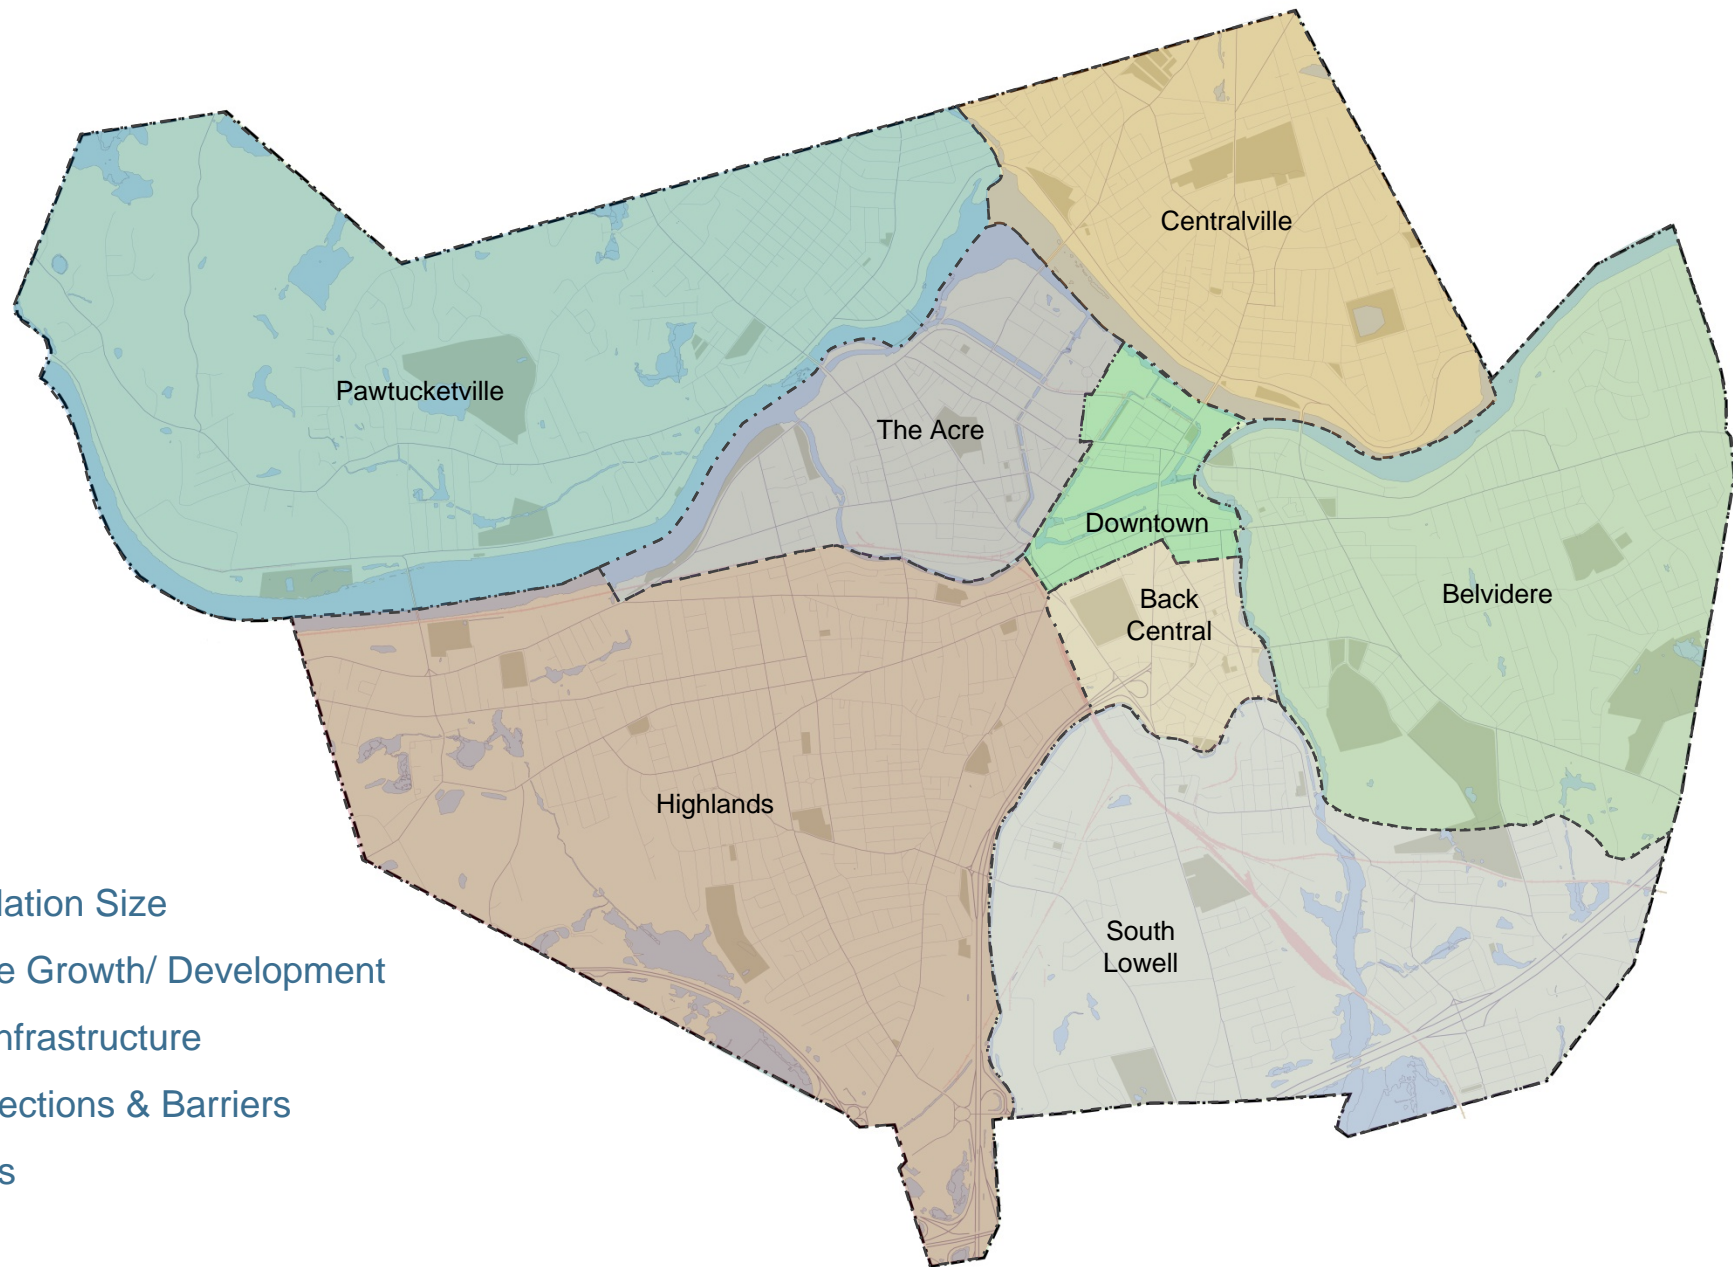 Centralville
Pawtucketville
The Acre
Downtown
Back
Central
Belvidere
Highlands
South
Lowell
lation Size
e Growth/ Development
nfrastructure
ections & Barriers
s